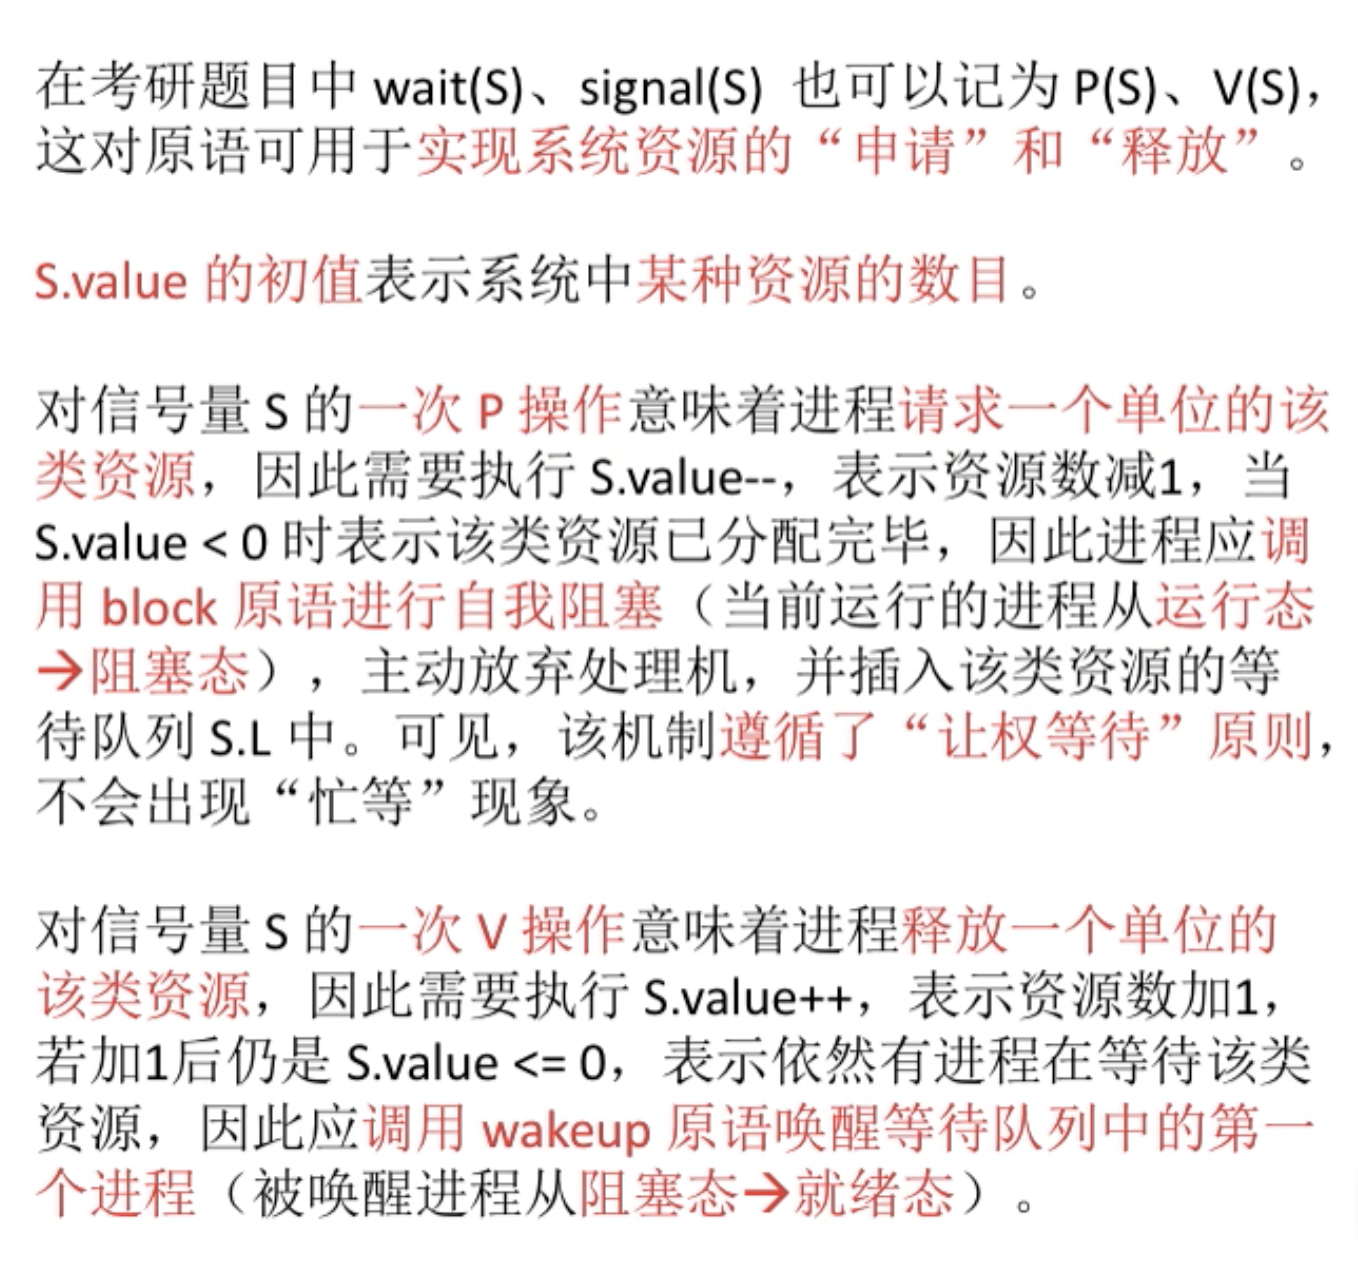 在考研题目中 wait(S)、signal(S) 也可以记为 P(S)、V(S)，
这对原语可用于实现系统资源的“申请”和“释放”。
S.value 的初值表示系统中某种资源的数目。
对信号量 S 的一次 P 操作意味着进程请求一个单位的该
类资源，因此需要执行 S.value--，表示资源数减1，当
S.value < 0 时表示该类资源已分配完毕，因此进程应调
用 block 原语进行自我阻塞（当前运行的进程从运行态
→阻塞态），主动放弃处理机，并插入该类资源的等
待队列 S.L 中。可见，该机制遵循了“让权等待”原则，
不会出现“忙等”现象。
对信号量 S 的一次 V 操作意味着进程释放一个单位的
该类资源，因此需要执行 S.value++，表示资源数加1，
若加1后仍是 S.value <= 0，表示依然有进程在等待该类
资源，因此应调用 wakeup 原语唤醒等待队列中的第一
个进程（被唤醒进程从阻塞态→就绪态）。